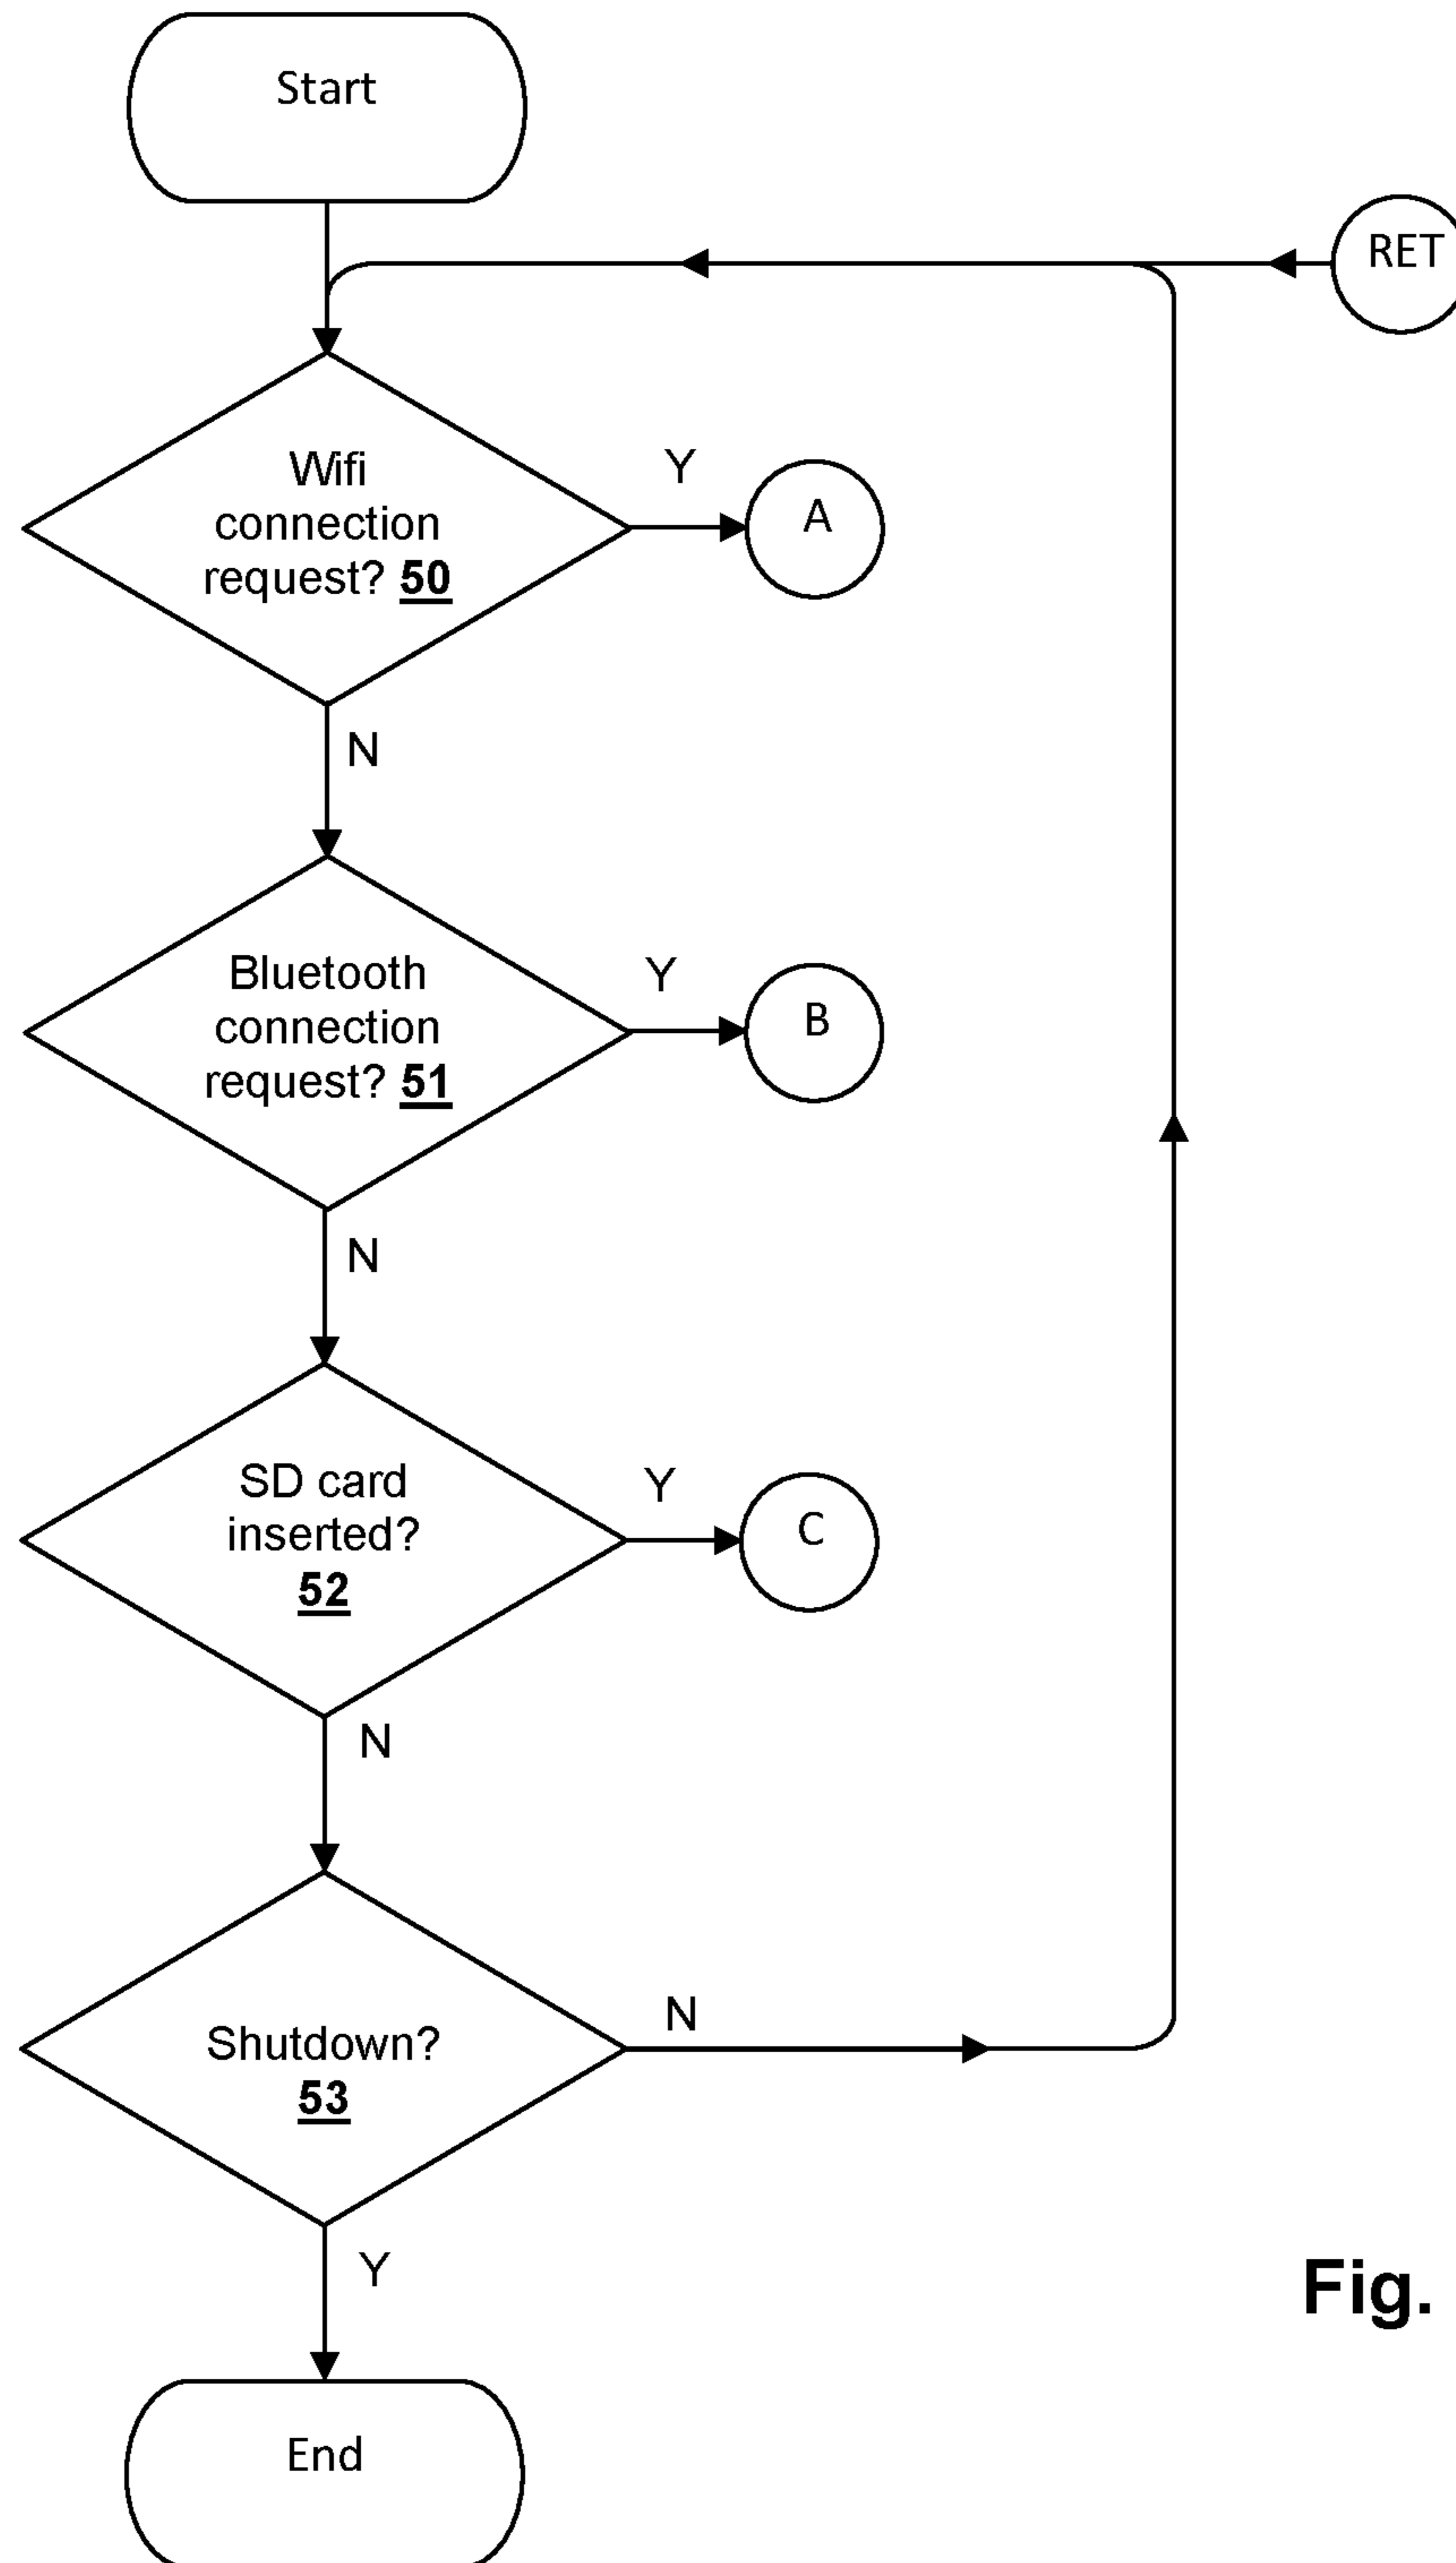 Start
RET
Wifi
connection
request? 50
Y
A
N
Bluetooth
connection
request? 51
Y
B
N
SD card
inserted?
52
Y
C
N
Shutdown?
53
N
Y
Fig.
End